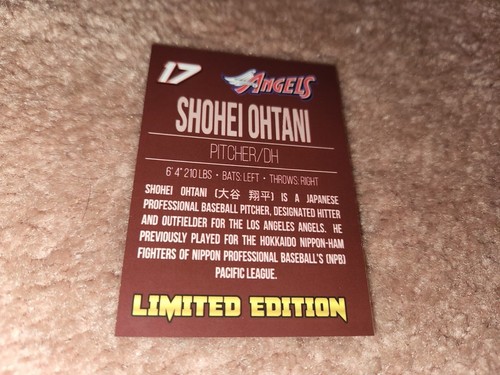 17 ANGELS
SHOHEI OHTANI
PITCHER/DH
6' 4" 210 LBS • BATS: LEFT • THROWS: RIGHT
SHOHEI OHTANI (大谷 翔平) IS A JAPANESE
PROFESSIONAL BASEBALL PITCHER, DESIGNATED HITTER
AND OUTFIELDER FOR THE LOS ANGELES ANGELS. HE
PREVIOUSLY PLAYED FOR THE HOKKAIDO NIPPON-HAM
FIGHTERS OF NIPPON PROFESSIONAL BASEBALL'S (NPB)
PACIFIC LEAGUE.
LIMITED EDITION